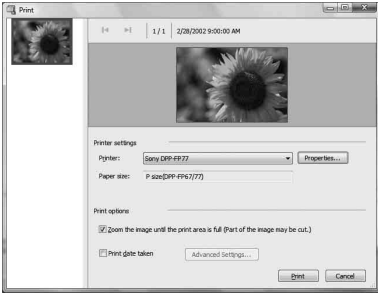 Print
1 / 1
2/28/2002 9:00:00 AM
Printer settings
Printer:
Sony DPP-FP77
Properties...
Paper size:
P size(DPP-FP67/77)
Print options
Zoom the image until the print area is full (Part of the image may be cut.)
Print date taken
Advanced Settings...
Print
Cancel